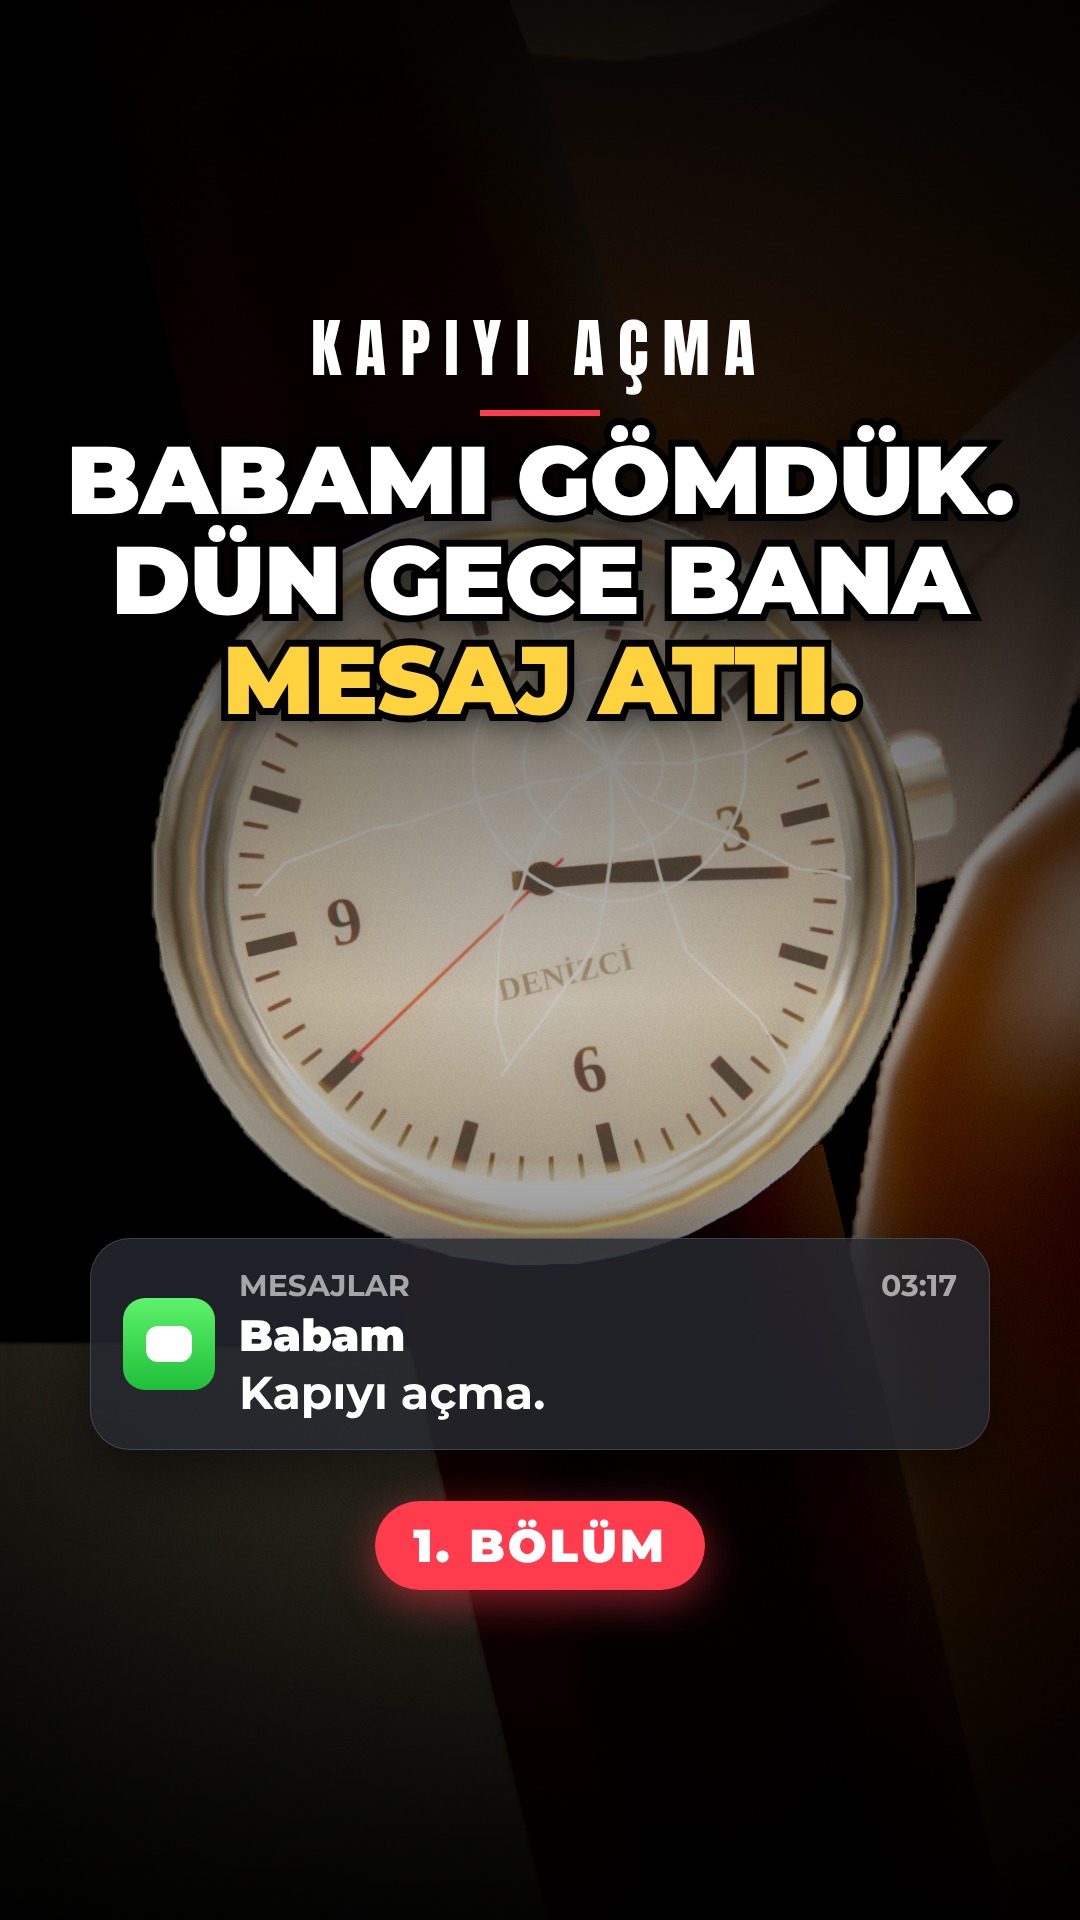 KAPIYI AÇMA
BABAMI GÖMDÜK.
DÜN GECE BANA
MESAJ ATTI.
3
9
DENİZCİ
6
MESAJLAR 03:17
Babam
Kapıyı açma.
1. BÖLÜM